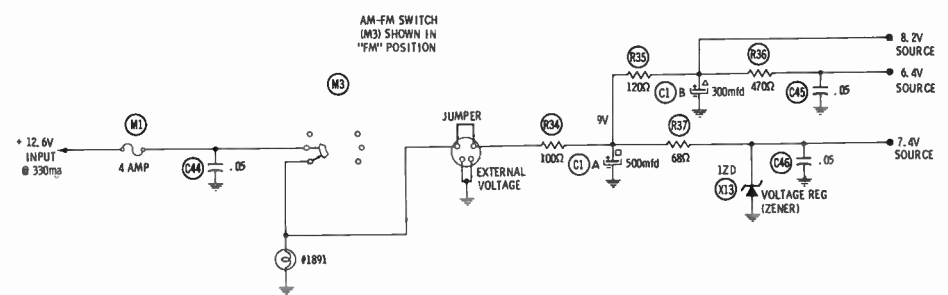 AM-FM SWITCH
(M3) SHOWN IN
"FM" POSITION
8.2V
SOURCE
R35
R36
120Ω
C1 B
300mfd
470Ω
C45
.05
6.4V
SOURCE
M3
M1
+ 12.6V
INPUT
@ 330ma
4 AMP
C44
.05
JUMPER
EXTERNAL
VOLTAGE
R34
100Ω
9V
C1 A
500mfd
R37
68Ω
1ZD
X13
VOLTAGE REG
(ZENER)
C46
.05
7.4V
SOURCE
#1891